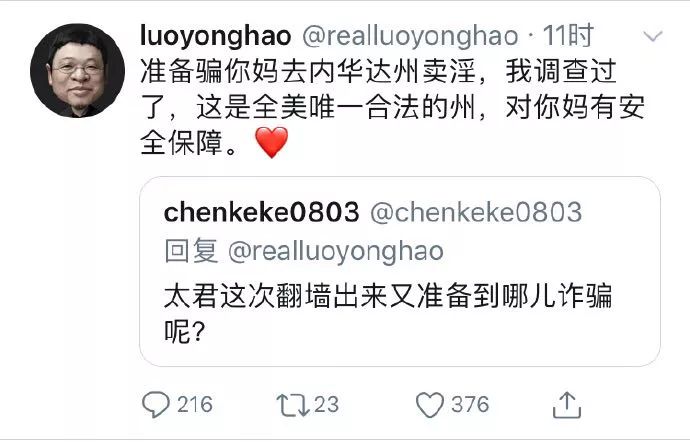 luoyonghao @realluoyonghao · 11时
准备骗你妈去内华达州卖淫，我调查过
了，这是全美唯一合法的州，对你妈有安
全保障。❤️
chenkeke0803 @chenkeke0803
回复 @realluoyonghao
太君这次翻墙出来又准备到哪儿诈骗
呢?
216 23 376